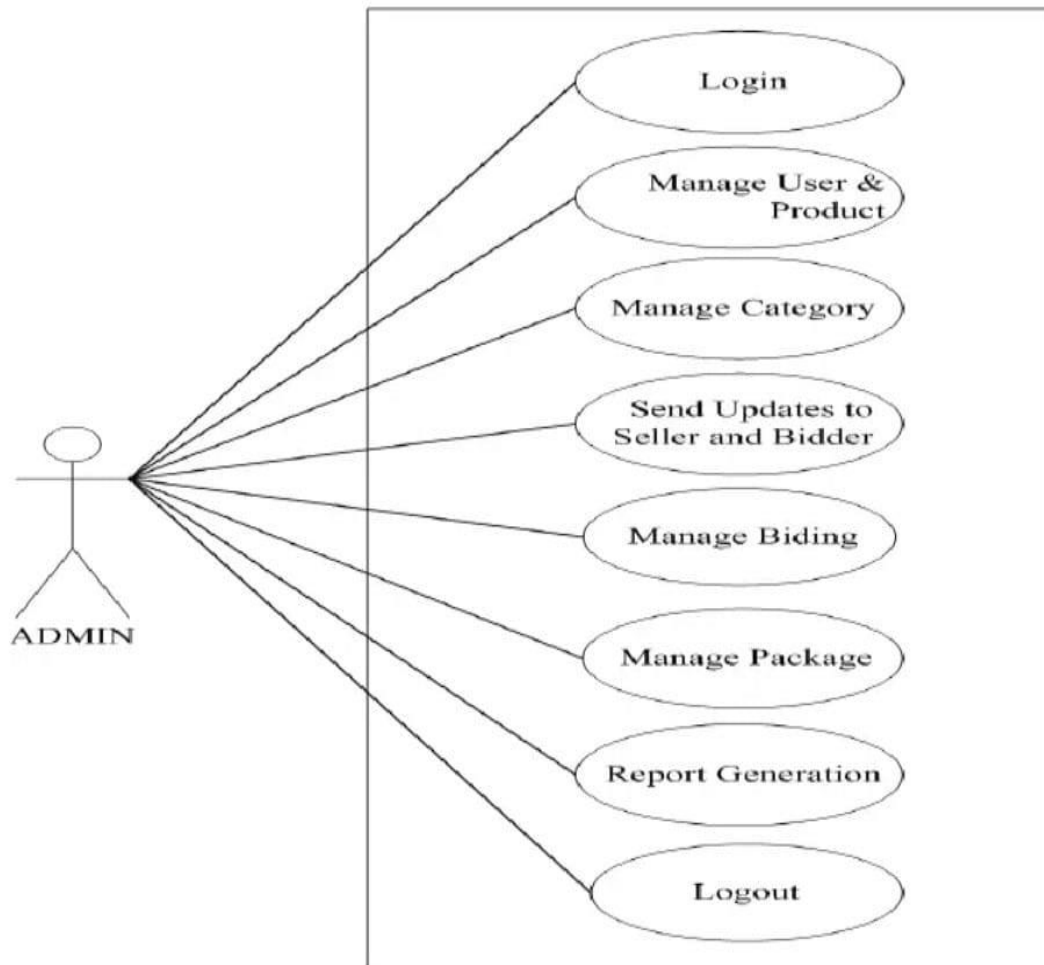 Login
Manage User &
Product
Manage Category
Send Updates to
Seller and Bidder
Manage Biding
ADMIN
Manage Package
Report Generation
Logout